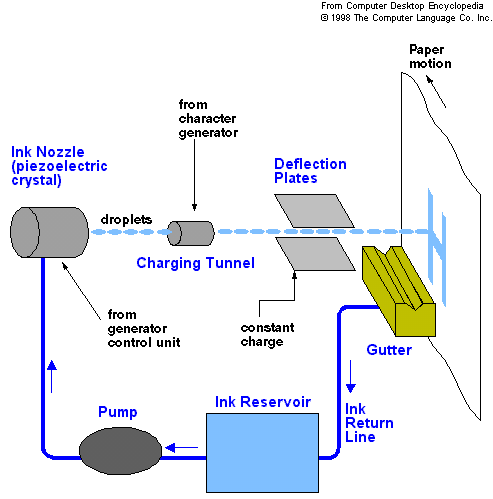 From Computer Desktop Encyclopedia
© 1998 The Computer Language Co. Inc.
Paper
motion
from
character
generator
Ink Nozzle
(piezoelectric
crystal)
Deflection
Plates
droplets
Charging Tunnel
from
generator
control unit
constant
charge
Gutter
Pump
Ink Reservoir
Ink
Return
Line